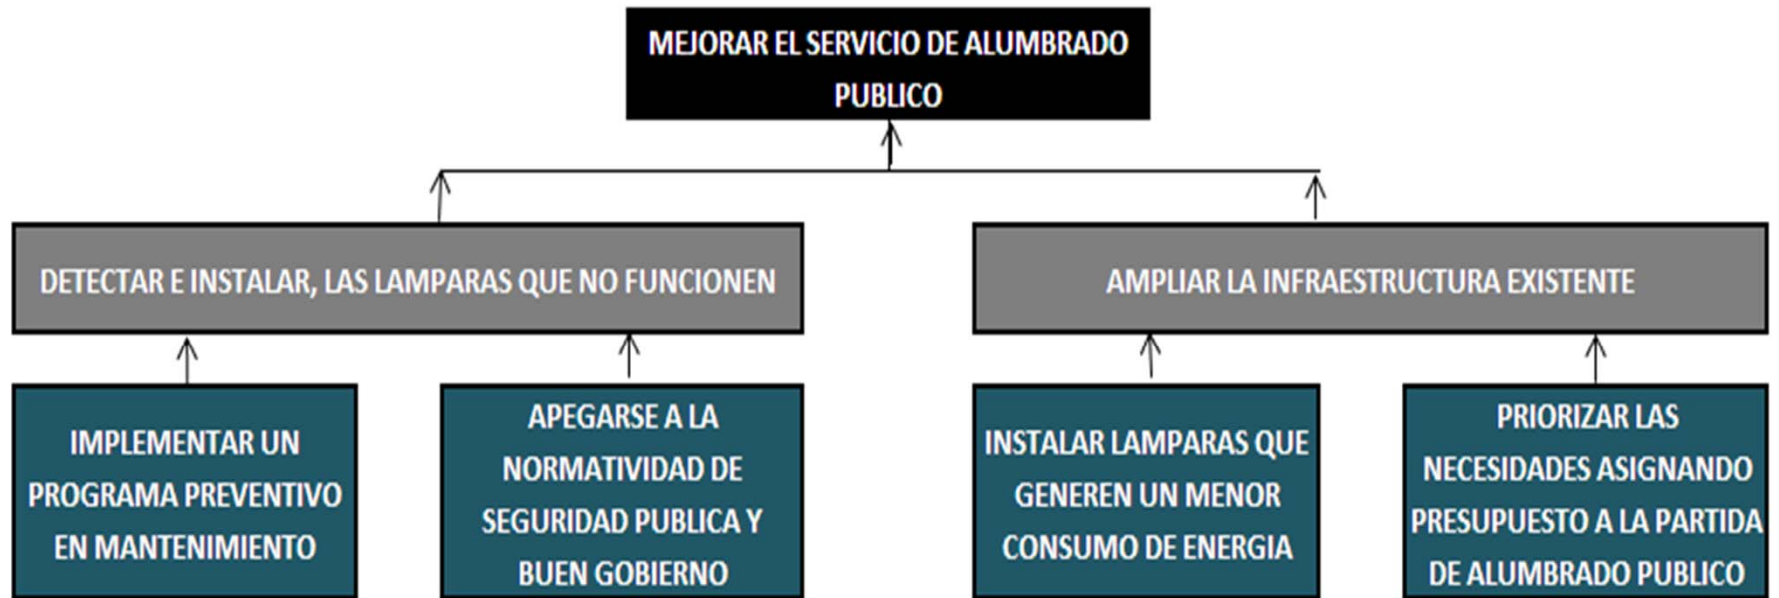 MEJORAR EL SERVICIO DE ALUMBRADO
PUBLICO
DETECTAR E INSTALAR, LAS LAMPARAS QUE NO FUNCIONEN
AMPLIAR LA INFRAESTRUCTURA EXISTENTE
IMPLEMENTAR UN
PROGRAMA PREVENTIVO
EN MANTENIMIENTO
APEGARSE A LA
NORMATIVIDAD DE
SEGURIDAD PUBLICA Y
BUEN GOBIERNO
INSTALAR LAMPARAS QUE
GENEREN UN MENOR
CONSUMO DE ENERGIA
PRIORIZAR LAS
NECESIDADES ASIGNANDO
PRESUPUESTO A LA PARTIDA
DE ALUMBRADO PUBLICO